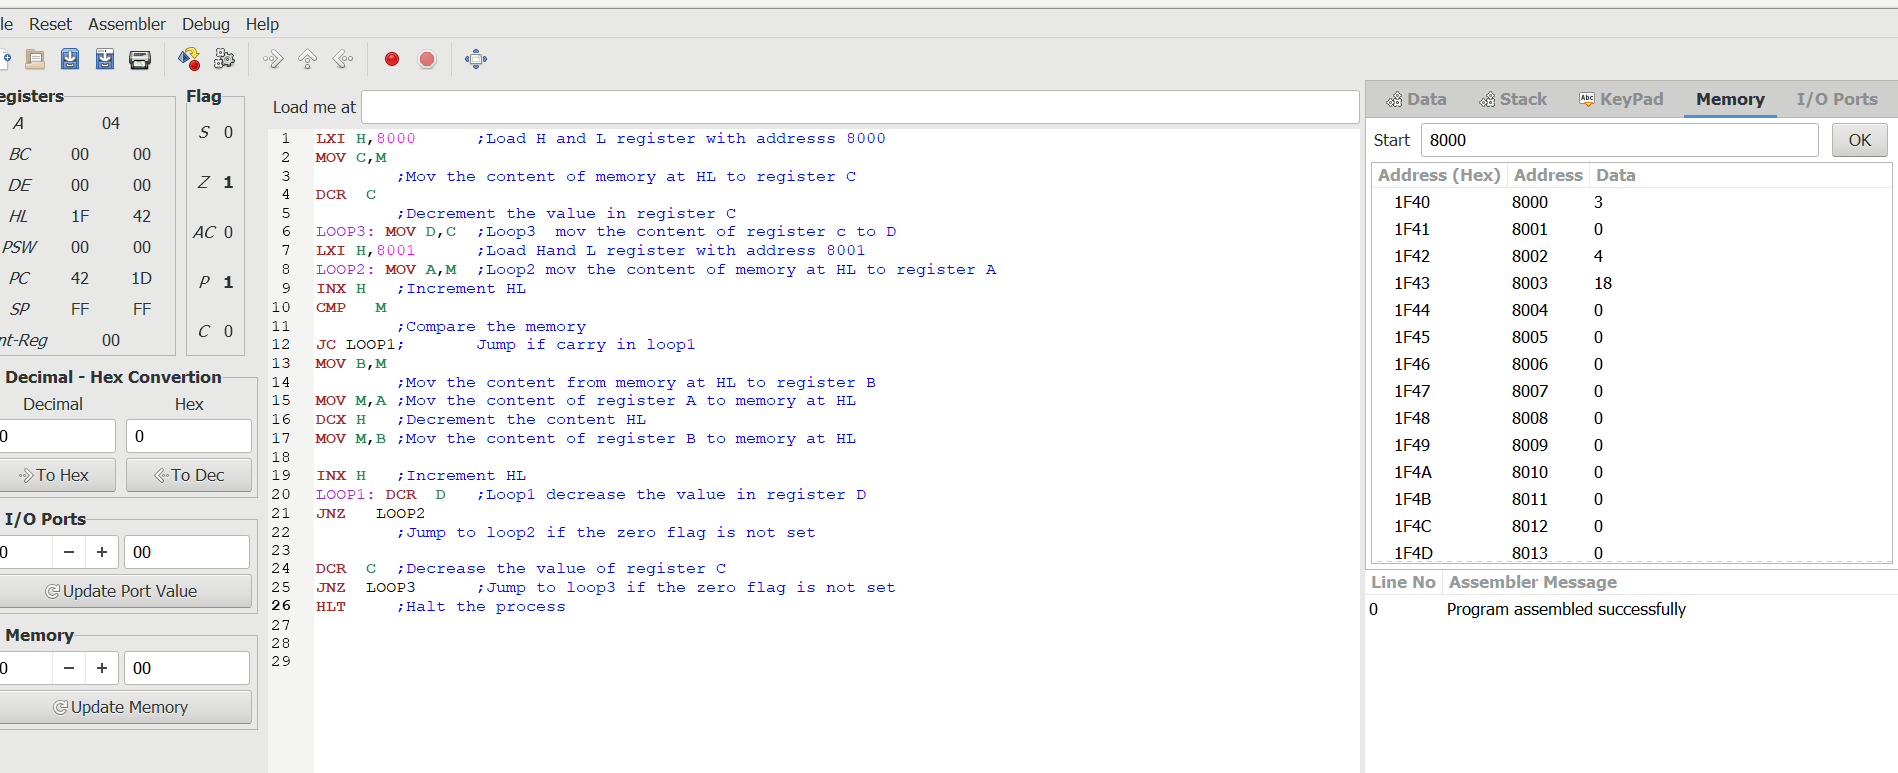 le Reset Assembler Debug Help
egisters
A 04
BC 00 00
DE 00 00
HL 1F 42
PSW 00 00
PC 42 1D
SP FF FF
nt-Reg 00
Flag
S 0
Z 1
AC 0
P 1
C 0
Decimal - Hex Convertion
Decimal Hex
0 0
To Hex To Dec
I/O Ports
0 − + 00
Update Port Value
Memory
0 − + 00
Update Memory
Load me at
1 LXI H,8000 ;Load H and L register with addresss 8000
2 MOV C,M
3 ;Mov the content of memory at HL to register C
4 DCR C
5 ;Decrement the value in register C
6 LOOP3: MOV D,C ;Loop3 mov the content of register c to D
7 LXI H,8001 ;Load Hand L register with address 8001
8 LOOP2: MOV A,M ;Loop2 mov the content of memory at HL to register A
9 INX H ;Increment HL
10 CMP M
11 ;Compare the memory
12 JC LOOP1; Jump if carry in loop1
13 MOV B,M
14 ;Mov the content from memory at HL to register B
15 MOV M,A ;Mov the content of register A to memory at HL
16 DCX H ;Decrement the content HL
17 MOV M,B ;Mov the content of register B to memory at HL
18
19 INX H ;Increment HL
20 LOOP1: DCR D ;Loop1 decrease the value in register D
21 JNZ LOOP2
22 ;Jump to loop2 if the zero flag is not set
23
24 DCR C ;Decrease the value of register C
25 JNZ LOOP3 ;Jump to loop3 if the zero flag is not set
26 HLT ;Halt the process
27
28
29
Data Stack Abc KeyPad Memory I/O Ports
Start 8000 OK
Address (Hex) Address Data
1F40 8000 3
1F41 8001 0
1F42 8002 4
1F43 8003 18
1F44 8004 0
1F45 8005 0
1F46 8006 0
1F47 8007 0
1F48 8008 0
1F49 8009 0
1F4A 8010 0
1F4B 8011 0
1F4C 8012 0
1F4D 8013 0
Line No Assembler Message
0 Program assembled successfully